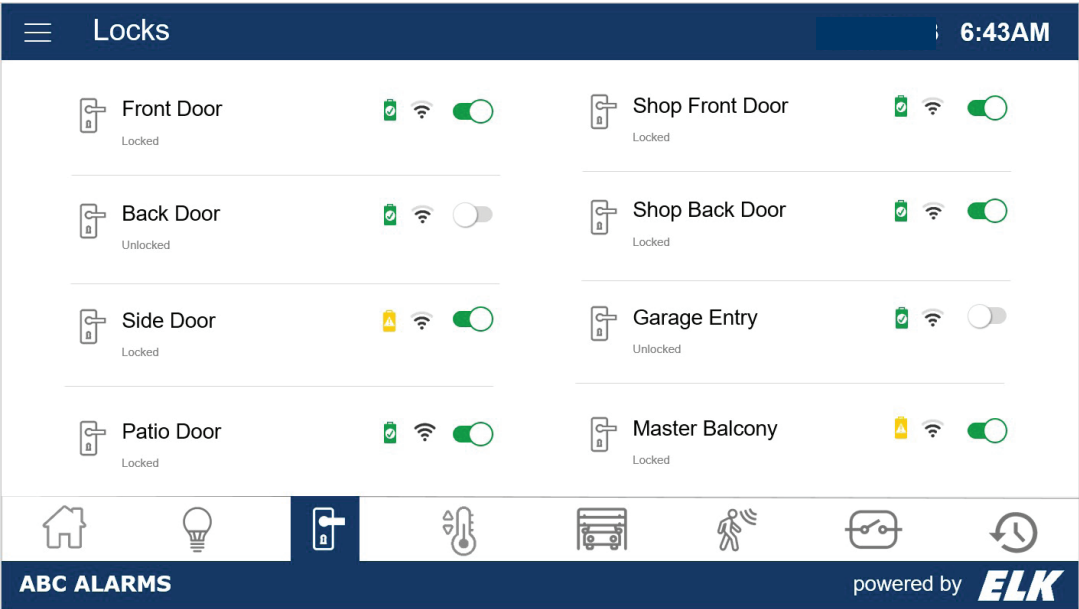 Locks
6:43AM
Front Door
Locked
Back Door
Unlocked
Side Door
Locked
Patio Door
Locked
Shop Front Door
Locked
Shop Back Door
Locked
Garage Entry
Unlocked
Master Balcony
Locked
ABC ALARMS
powered by ELK